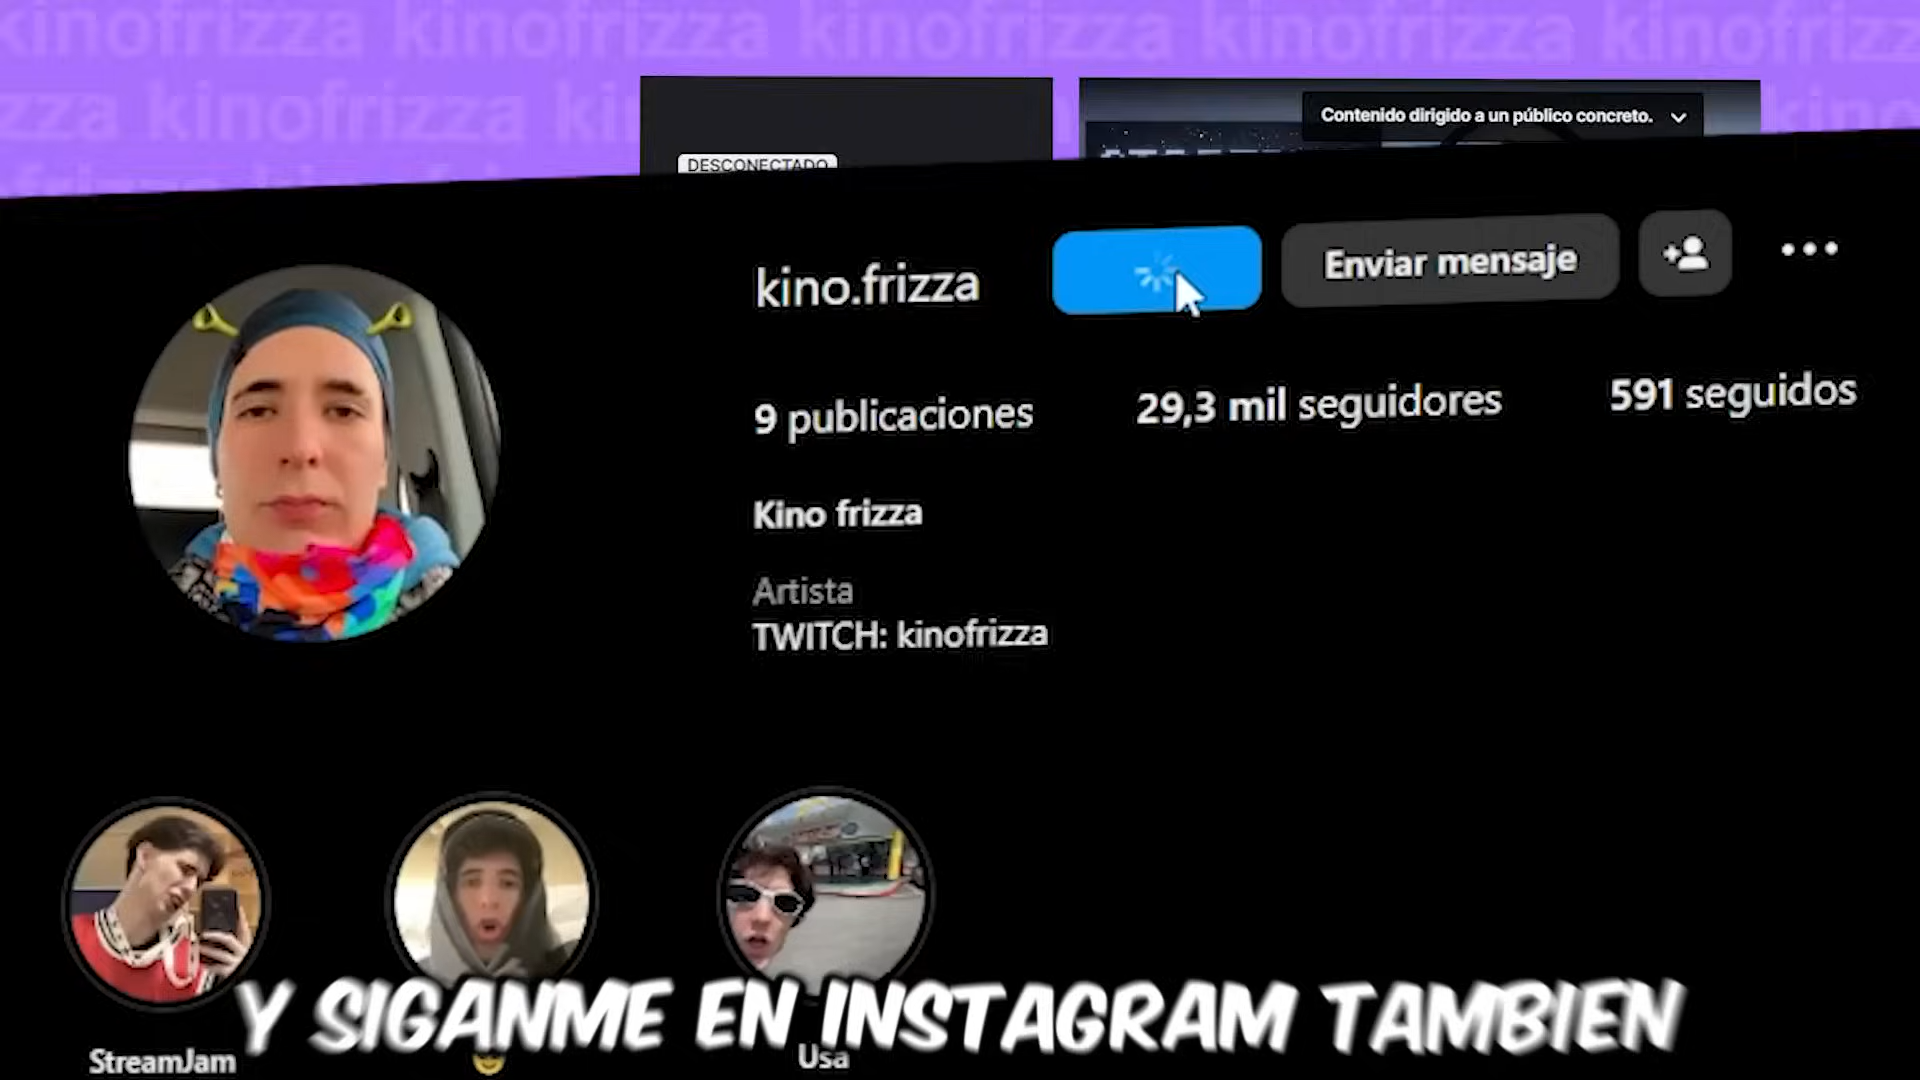 kinofrizza kinofrizza kinofrizza kinofrizza kinofrizz
zza kinofrizza ki
kino
Contenido dirigido a un público concreto.
DESCONECTADO
kino.frizza
Enviar mensaje
9 publicaciones
29,3 mil seguidores
591 seguidos
Kino frizza
Artista
TWITCH: kinofrizza
Y SIGANME EN INSTAGRAM TAMBIEN
StreamJam
Usa